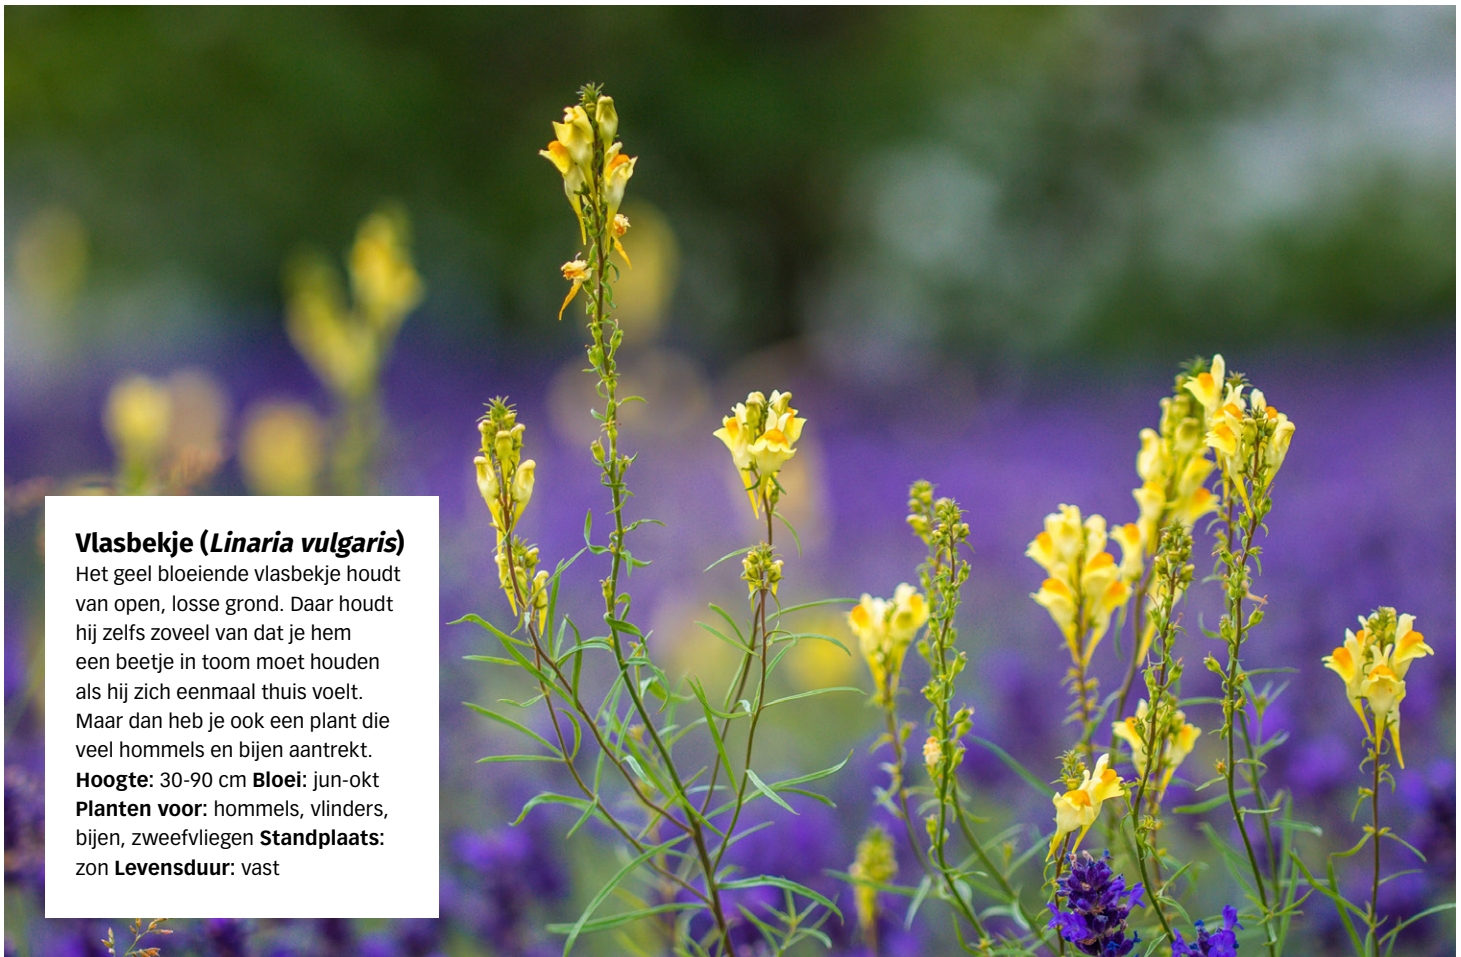 Vlasbekje (Linaria vulgaris)
Het geel bloeiende vlasbekje houdt
van open, losse grond. Daar houdt
hij zelfs zoveel van dat je hem
een beetje in toom moet houden
als hij zich eenmaal thuis voelt.
Maar dan heb je ook een plant die
veel hommels en bijen aantrekt.
Hoogte: 30-90 cm Bloei: jun-okt
Planten voor: hommels, vlinders,
bijen, zweefvliegen Standplaats:
zon Levensduur: vast